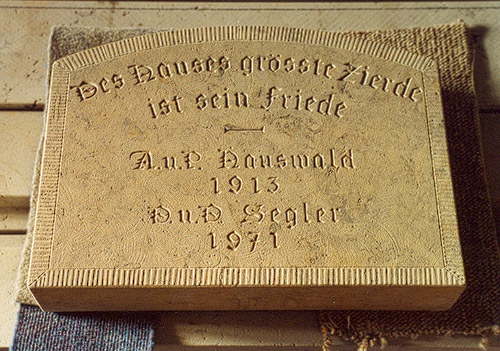 Des Hauses grösste Zierde
ist sein Friede
A.u.P. Hauswald
1913
D.u.D. Segler
1971